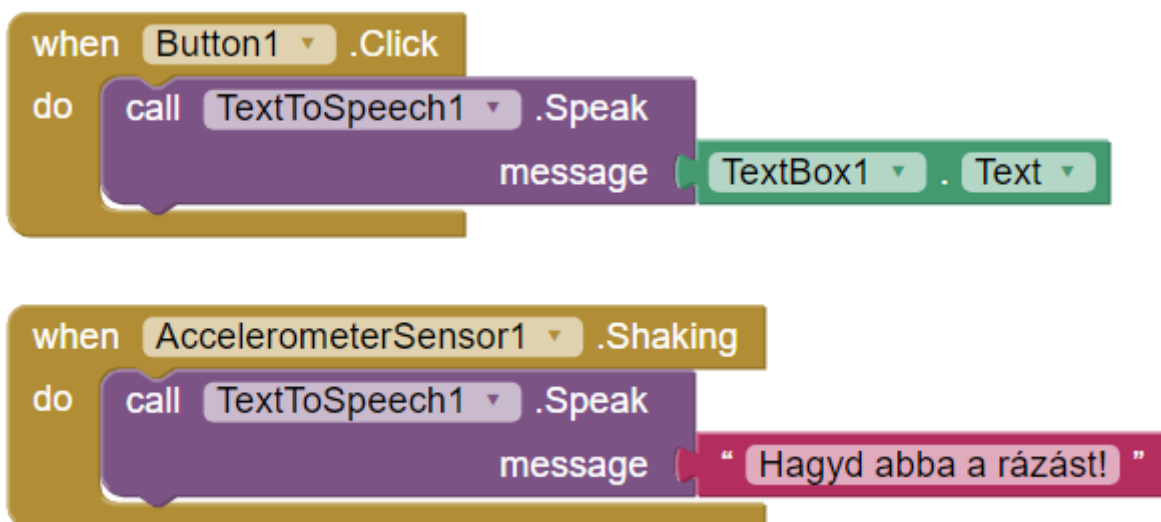 when Button1 .Click
do call TextToSpeech1 .Speak
message TextBox1 . Text
when AccelerometerSensor1 .Shaking
do call TextToSpeech1 .Speak
message “ Hagyd abba a rázást! ”